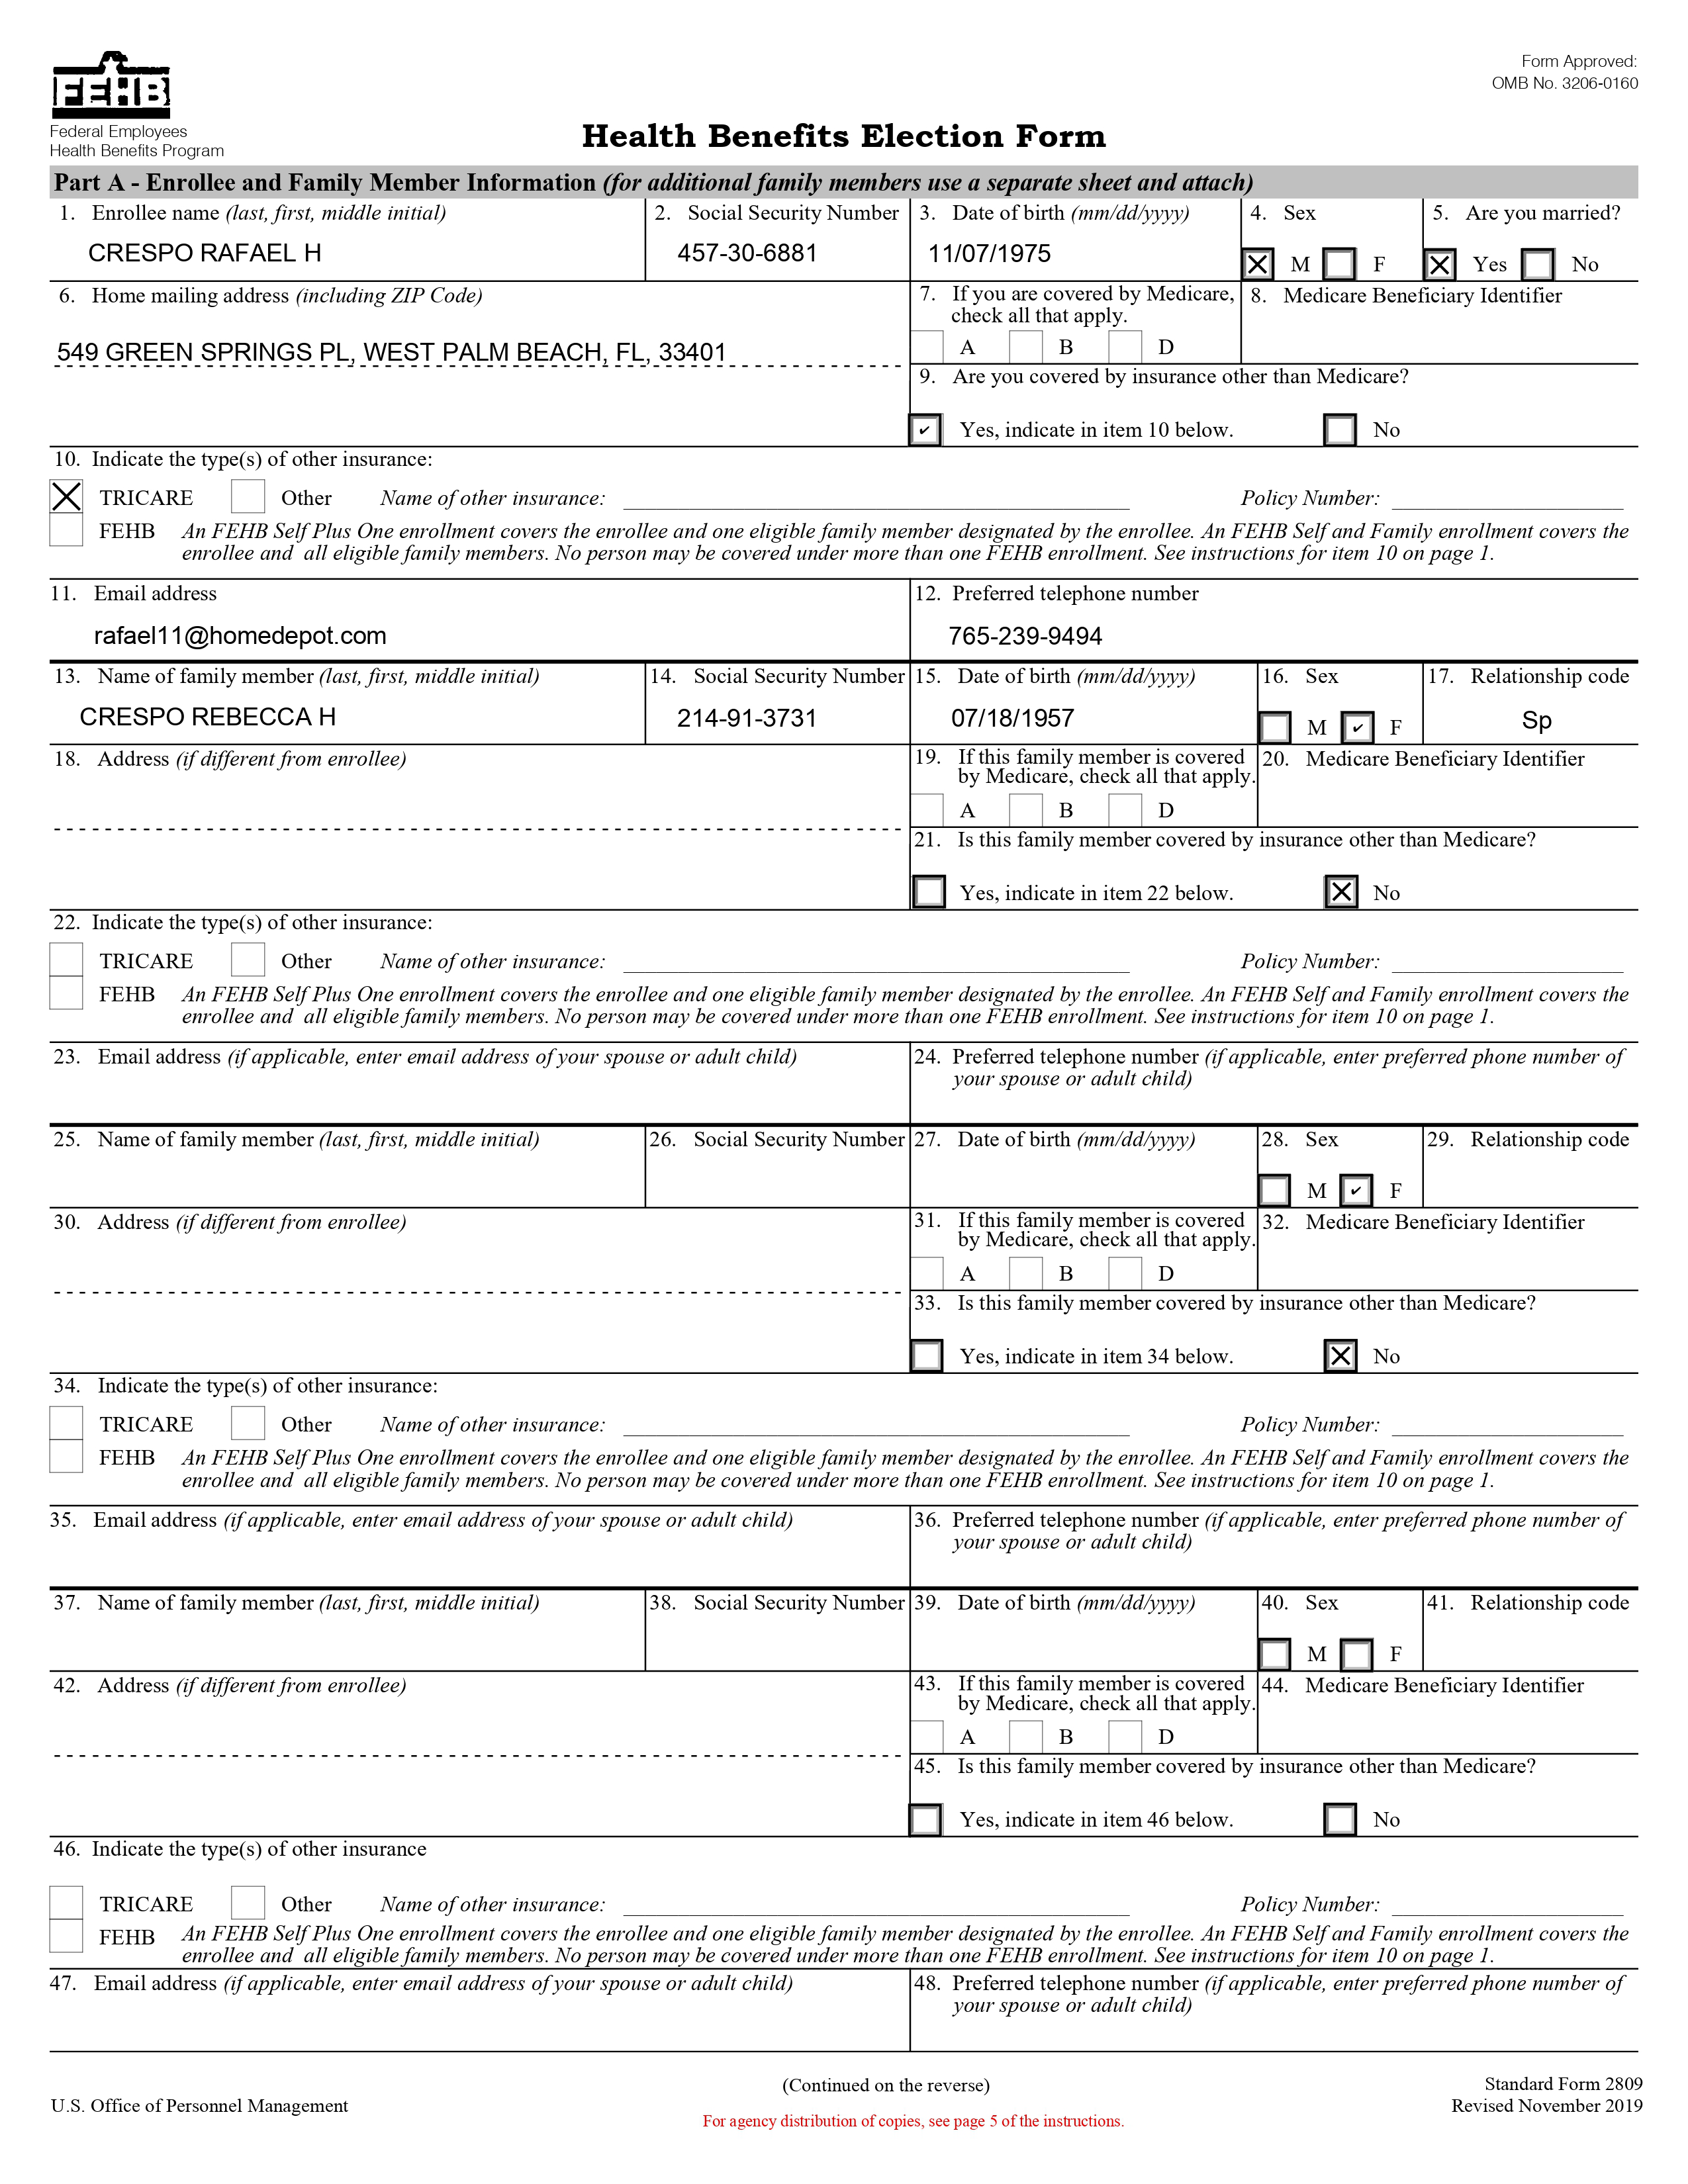 Form Approved:
OMB No. 3206-0160
FEHB
Federal Employees
Health Benefits Program
Health Benefits Election Form
Part A - Enrollee and Family Member Information (for additional family members use a separate sheet and attach)
1. Enrollee name (last, first, middle initial)
CRESPO RAFAEL H
2. Social Security Number
457-30-6881
3. Date of birth (mm/dd/yyyy)
11/07/1975
4. Sex
M F
5. Are you married?
Yes No
6. Home mailing address (including ZIP Code)
549 GREEN SPRINGS PL, WEST PALM BEACH, FL, 33401
7. If you are covered by Medicare,
check all that apply.
A B D
8. Medicare Beneficiary Identifier
9. Are you covered by insurance other than Medicare?
Yes, indicate in item 10 below. No
10. Indicate the type(s) of other insurance:
TRICARE Other Name of other insurance: Policy Number:
FEHB An FEHB Self Plus One enrollment covers the enrollee and one eligible family member designated by the enrollee. An FEHB Self and Family enrollment covers the
enrollee and all eligible family members. No person may be covered under more than one FEHB enrollment. See instructions for item 10 on page 1.
11. Email address
rafael11@homedepot.com
12. Preferred telephone number
765-239-9494
13. Name of family member (last, first, middle initial)
CRESPO REBECCA H
14. Social Security Number
214-91-3731
15. Date of birth (mm/dd/yyyy)
07/18/1957
16. Sex
M F
17. Relationship code
Sp
18. Address (if different from enrollee)
19. If this family member is covered
by Medicare, check all that apply.
A B D
20. Medicare Beneficiary Identifier
21. Is this family member covered by insurance other than Medicare?
Yes, indicate in item 22 below. No
22. Indicate the type(s) of other insurance:
TRICARE Other Name of other insurance: Policy Number:
FEHB An FEHB Self Plus One enrollment covers the enrollee and one eligible family member designated by the enrollee. An FEHB Self and Family enrollment covers the
enrollee and all eligible family members. No person may be covered under more than one FEHB enrollment. See instructions for item 10 on page 1.
23. Email address (if applicable, enter email address of your spouse or adult child)
24. Preferred telephone number (if applicable, enter preferred phone number of
your spouse or adult child)
25. Name of family member (last, first, middle initial)
26. Social Security Number
27. Date of birth (mm/dd/yyyy)
28. Sex
M F
29. Relationship code
30. Address (if different from enrollee)
31. If this family member is covered
by Medicare, check all that apply.
A B D
32. Medicare Beneficiary Identifier
33. Is this family member covered by insurance other than Medicare?
Yes, indicate in item 34 below. No
34. Indicate the type(s) of other insurance:
TRICARE Other Name of other insurance: Policy Number:
FEHB An FEHB Self Plus One enrollment covers the enrollee and one eligible family member designated by the enrollee. An FEHB Self and Family enrollment covers the
enrollee and all eligible family members. No person may be covered under more than one FEHB enrollment. See instructions for item 10 on page 1.
35. Email address (if applicable, enter email address of your spouse or adult child)
36. Preferred telephone number (if applicable, enter preferred phone number of
your spouse or adult child)
37. Name of family member (last, first, middle initial)
38. Social Security Number
39. Date of birth (mm/dd/yyyy)
40. Sex
M F
41. Relationship code
42. Address (if different from enrollee)
43. If this family member is covered
by Medicare, check all that apply.
A B D
44. Medicare Beneficiary Identifier
45. Is this family member covered by insurance other than Medicare?
Yes, indicate in item 46 below. No
46. Indicate the type(s) of other insurance
TRICARE Other Name of other insurance: Policy Number:
FEHB An FEHB Self Plus One enrollment covers the enrollee and one eligible family member designated by the enrollee. An FEHB Self and Family enrollment covers the
enrollee and all eligible family members. No person may be covered under more than one FEHB enrollment. See instructions for item 10 on page 1.
47. Email address (if applicable, enter email address of your spouse or adult child)
48. Preferred telephone number (if applicable, enter preferred phone number of
your spouse or adult child)
(Continued on the reverse)
U.S. Office of Personnel Management
For agency distribution of copies, see page 5 of the instructions.
Standard Form 2809
Revised November 2019